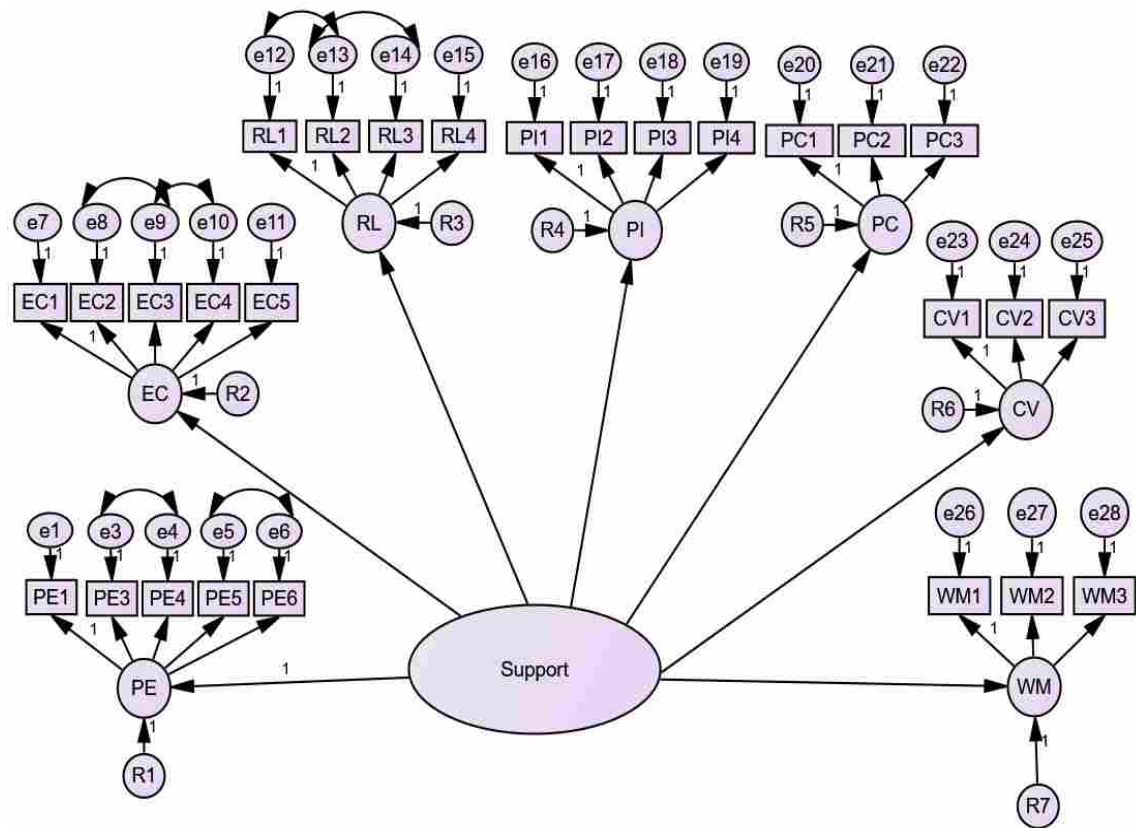 e12 e13 e14 e15
1 1 1 1
RL1 RL2 RL3 RL4
1
RL
1
R3
e16 e17 e18 e19
1 1 1 1
PI1 PI2 PI3 PI4
1
R4
1
PI
e20 e21 e22
1 1 1
PC1 PC2 PC3
1
R5
1
PC
e7 e8 e9 e10 e11
1 1 1 1 1
EC1 EC2 EC3 EC4 EC5
1
EC
1
R2
e23 e24 e25
1 1 1
CV1 CV2 CV3
1
R6
1
CV
e1 e3 e4 e5 e6
1 1 1 1 1
PE1 PE3 PE4 PE5 PE6
1
PE
1
R1
1
Support
e26 e27 e28
1 1 1
WM1 WM2 WM3
1
WM
1
R7